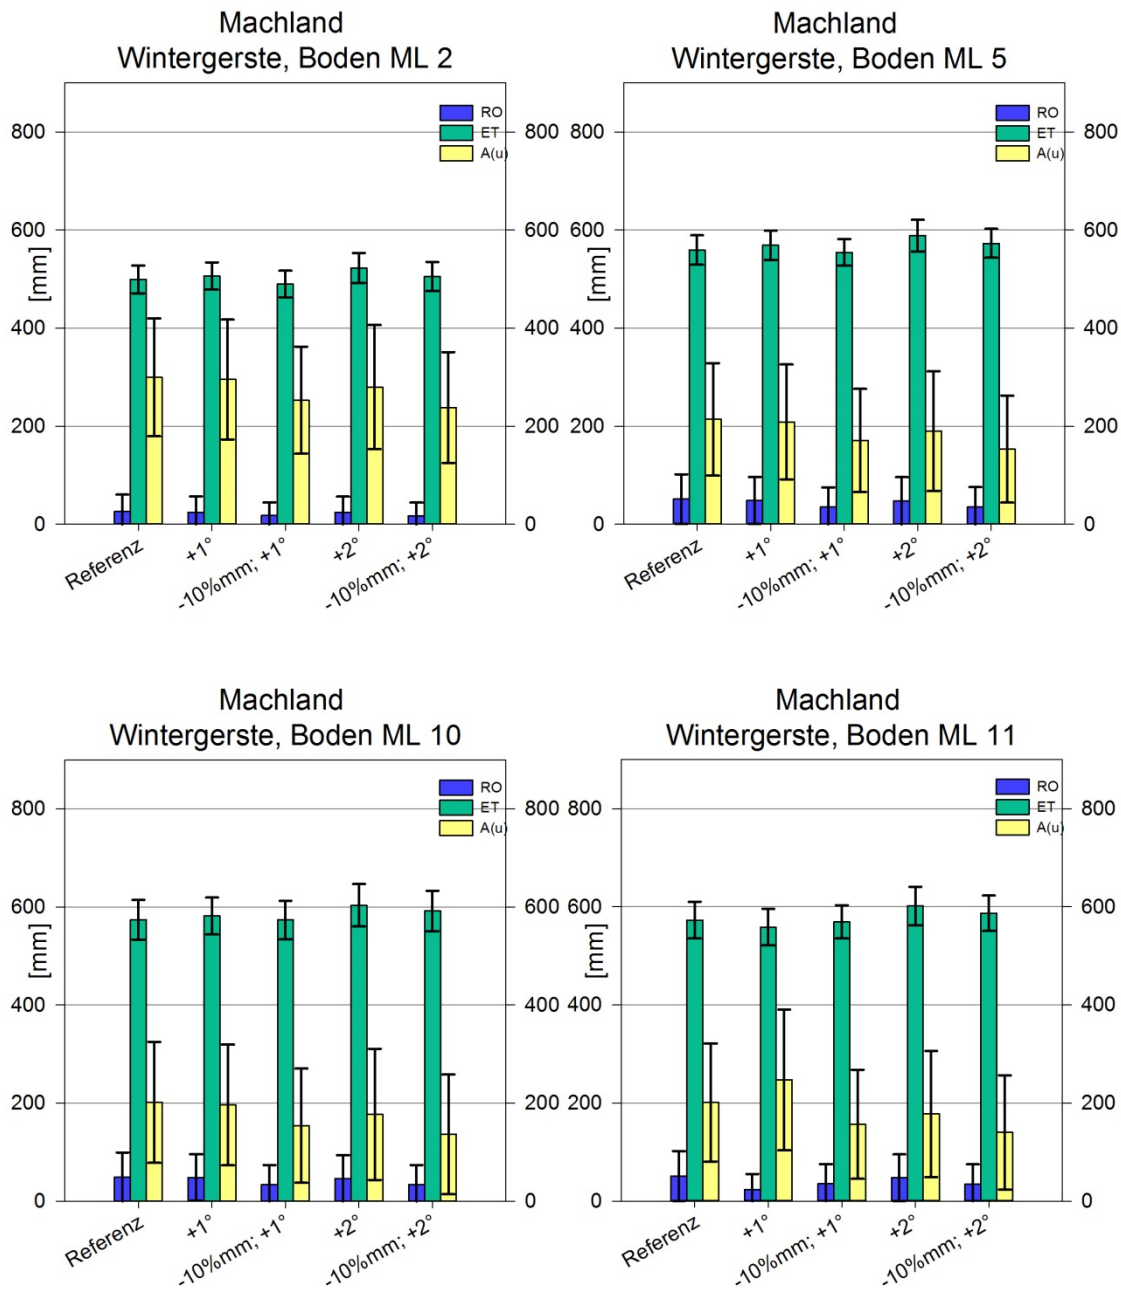 Machland
Wintergerste, Boden ML 2
RO
ET
A(u)
800
600
400
200
0
[mm]
800
600
400
200
0
Referenz
+1°
-10%mm; +1°
+2°
-10%mm; +2°
Machland
Wintergerste, Boden ML 5
RO
ET
A(u)
800
600
400
200
0
[mm]
800
600
400
200
0
Referenz
+1°
-10%mm; +1°
+2°
-10%mm; +2°
Machland
Wintergerste, Boden ML 10
RO
ET
A(u)
800
600
400
200
0
[mm]
800
600
400
200
0
Referenz
+1°
-10%mm; +1°
+2°
-10%mm; +2°
Machland
Wintergerste, Boden ML 11
RO
ET
A(u)
800
600
400
200
0
[mm]
800
600
400
200
0
Referenz
+1°
-10%mm; +1°
+2°
-10%mm; +2°